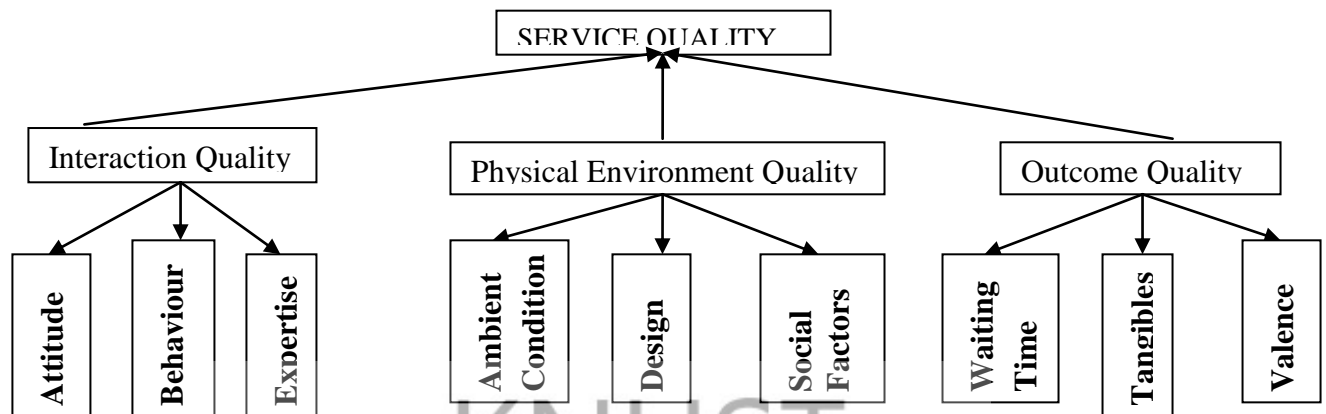 SERVICE QUALITY
Interaction Quality
Physical Environment Quality
Outcome Quality
Attitude
Behaviour
Expertise
Ambient
Condition
Design
Social
Factors
Waiting
Time
Tangibles
Valence
KNUST